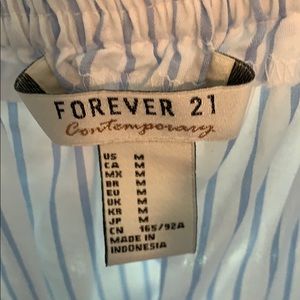 FOREVER 21
Contemporary
US M
CA M
MX M
BR M
EU M
UK M
KR M
JP M
CN 165/92A
MADE IN
INDONESIA